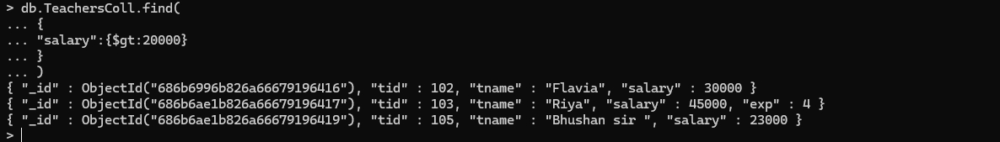 > db.TeachersColl.find(
... {
... "salary":{$gt:20000}
... }
... )
{ "_id" : ObjectId("686b6996b826a66679196416"), "tid" : 102, "tname" : "Flavia", "salary" : 30000 }
{ "_id" : ObjectId("686b6ae1b826a66679196417"), "tid" : 103, "tname" : "Riya", "salary" : 45000, "exp" : 4 }
{ "_id" : ObjectId("686b6ae1b826a66679196419"), "tid" : 105, "tname" : "Bhushan sir ", "salary" : 23000 }
>